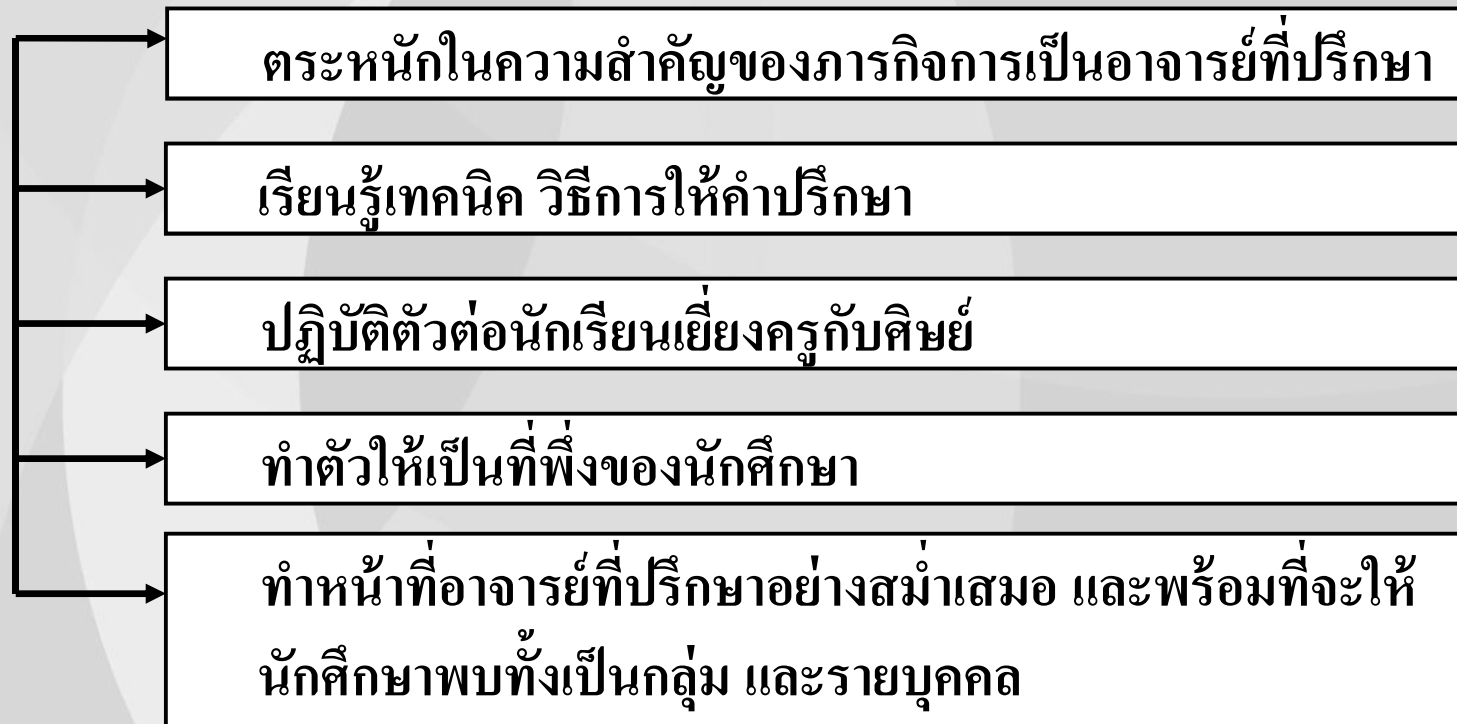 ตระหนักในความสำคัญของภารกิจการเป็นอาจารย์ที่ปรึกษา
เรียนรู้เทคนิค วิธีการให้คำปรึกษา
ปฏิบัติตัวต่อนักเรียนเยี่ยงครูกับศิษย์
ทำตัวให้เป็นที่พึ่งของนักศึกษา
ทำหน้าที่อาจารย์ที่ปรึกษาอย่างสม่ำเสมอ และพร้อมที่จะให้
นักศึกษาพบทั้งเป็นกลุ่ม และรายบุคคล